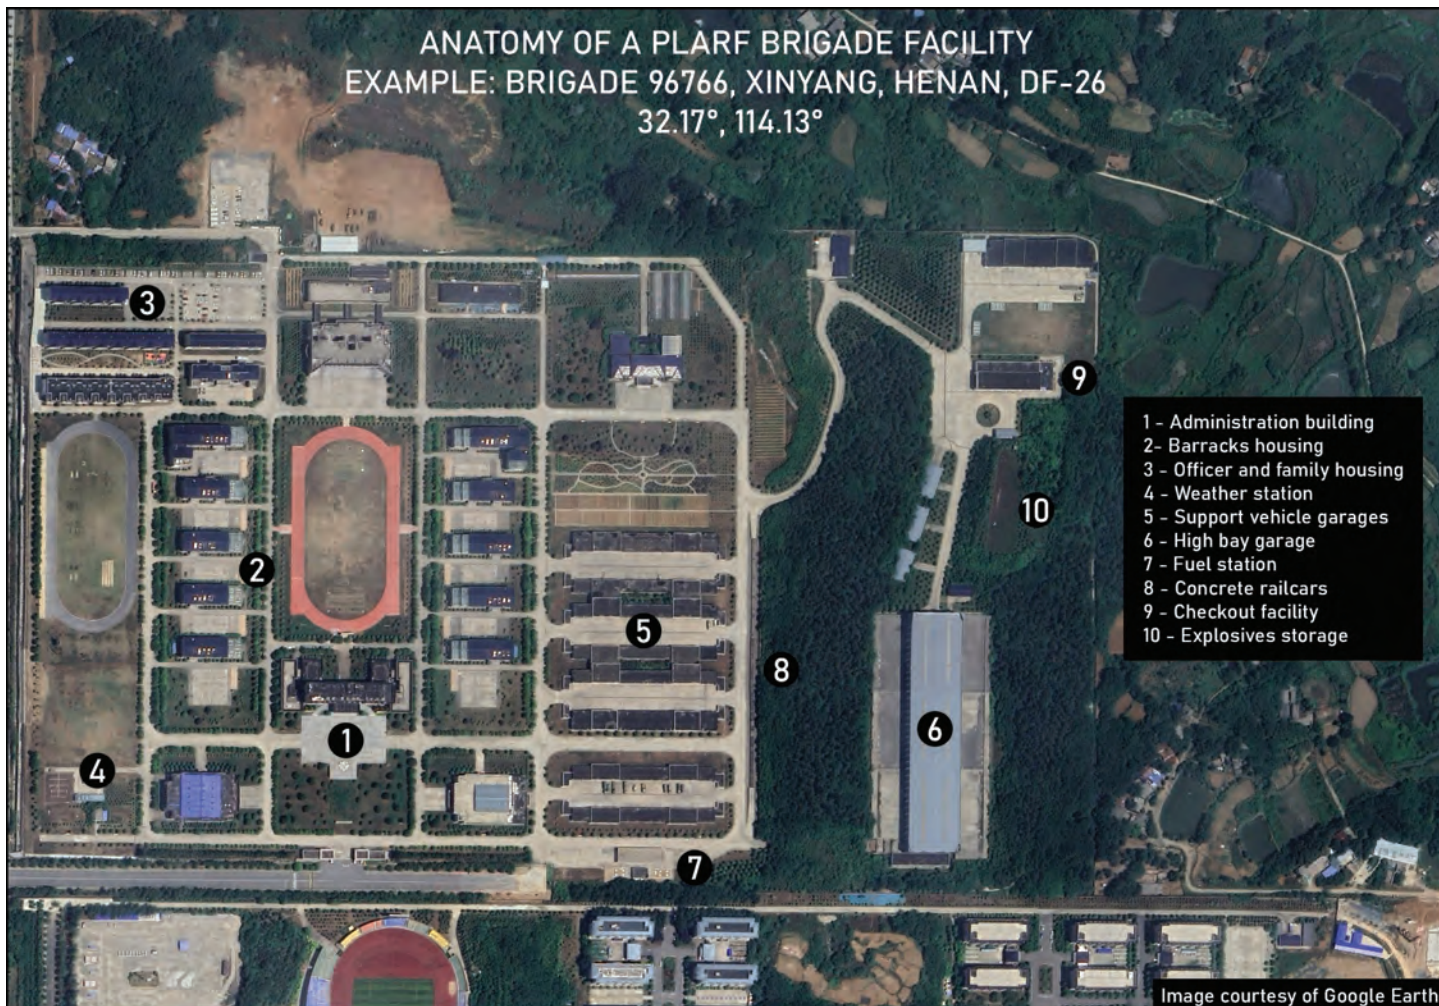 ANATOMY OF A PLARF BRIGADE FACILITY
EXAMPLE: BRIGADE 96766, XINYANG, HENAN, DF-26
32.17°, 114.13°
3
9
1 - Administration building
2- Barracks housing
3 - Officer and family housing
4 - Weather station
5 - Support vehicle garages
6 - High bay garage
7 - Fuel station
8 - Concrete railcars
9 - Checkout facility
10 - Explosives storage
10
2
5
8
6
1
4
7
Image courtesy of Google Earth